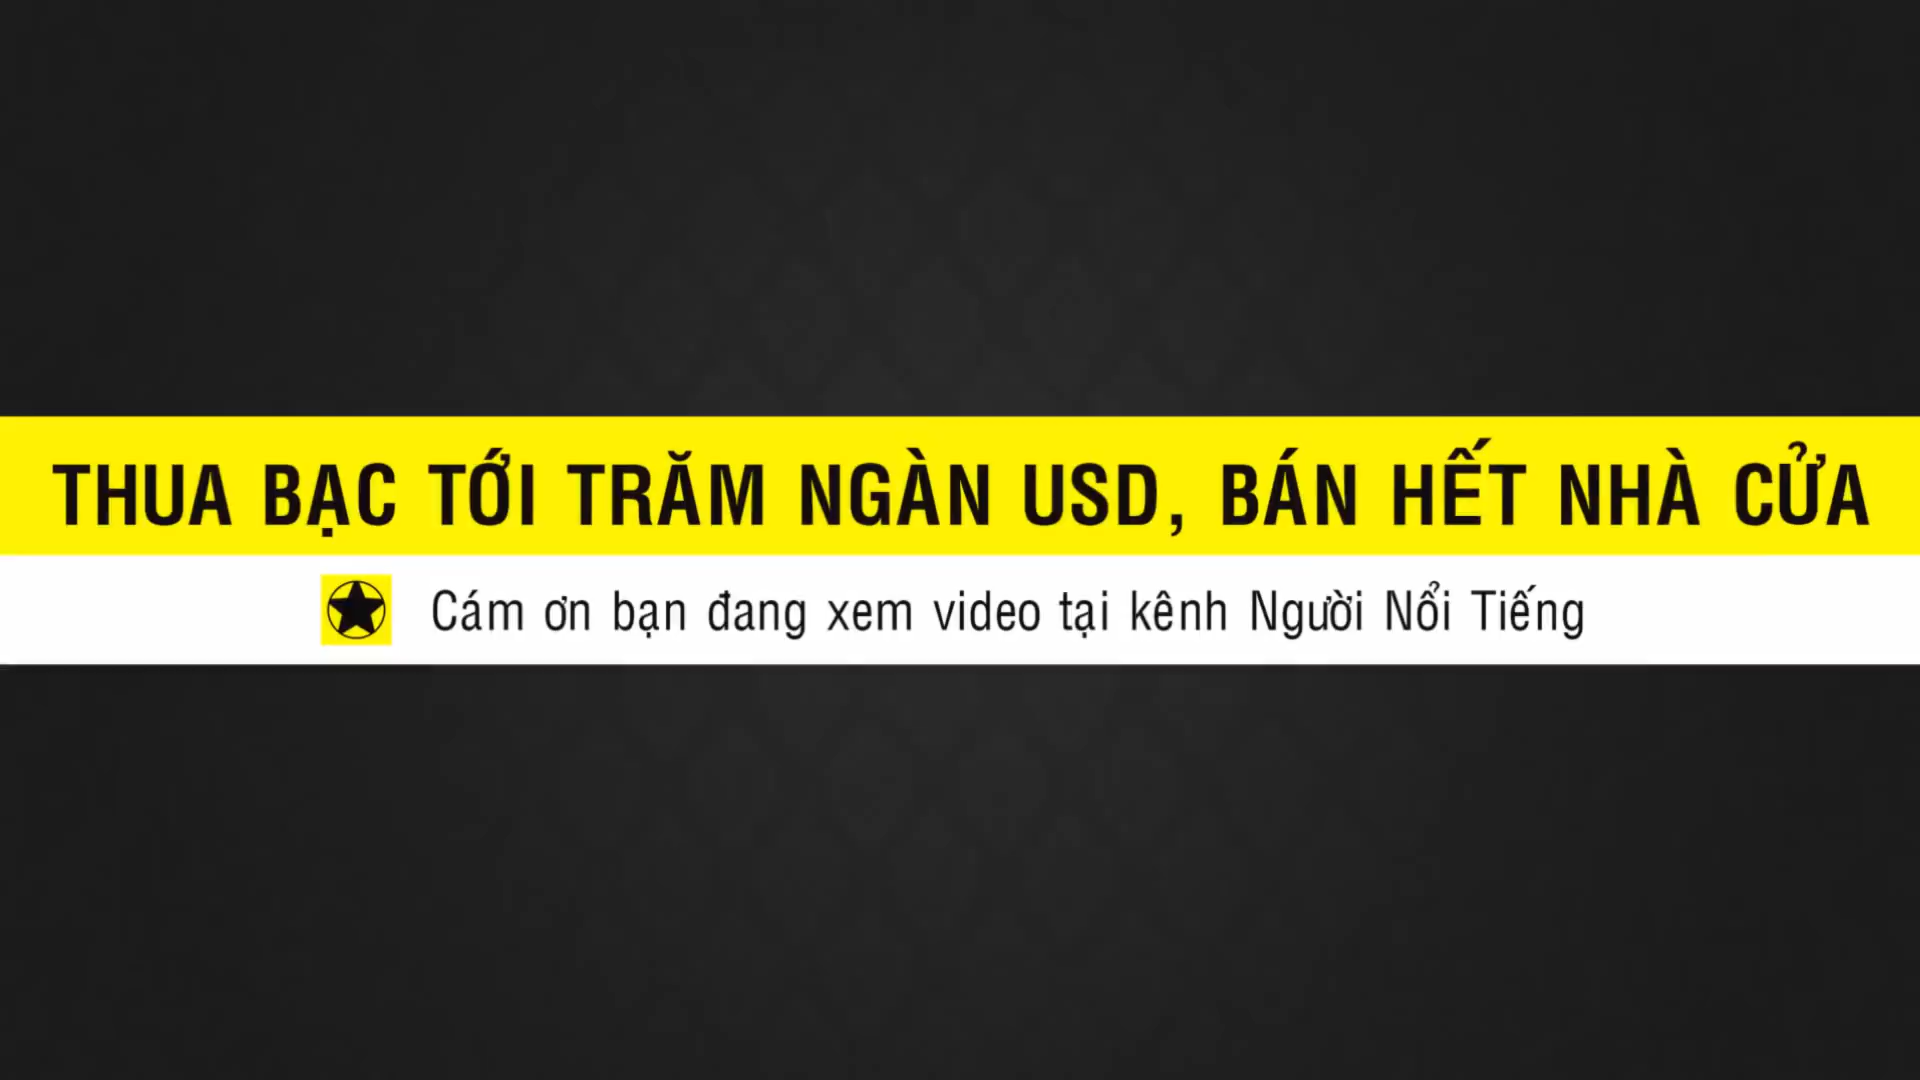 THUA BẠC TỚI TRĂM NGÀN USD, BÁN HẾT NHÀ CỬA
Cám ơn bạn đang xem video tại kênh Người Nổi Tiếng